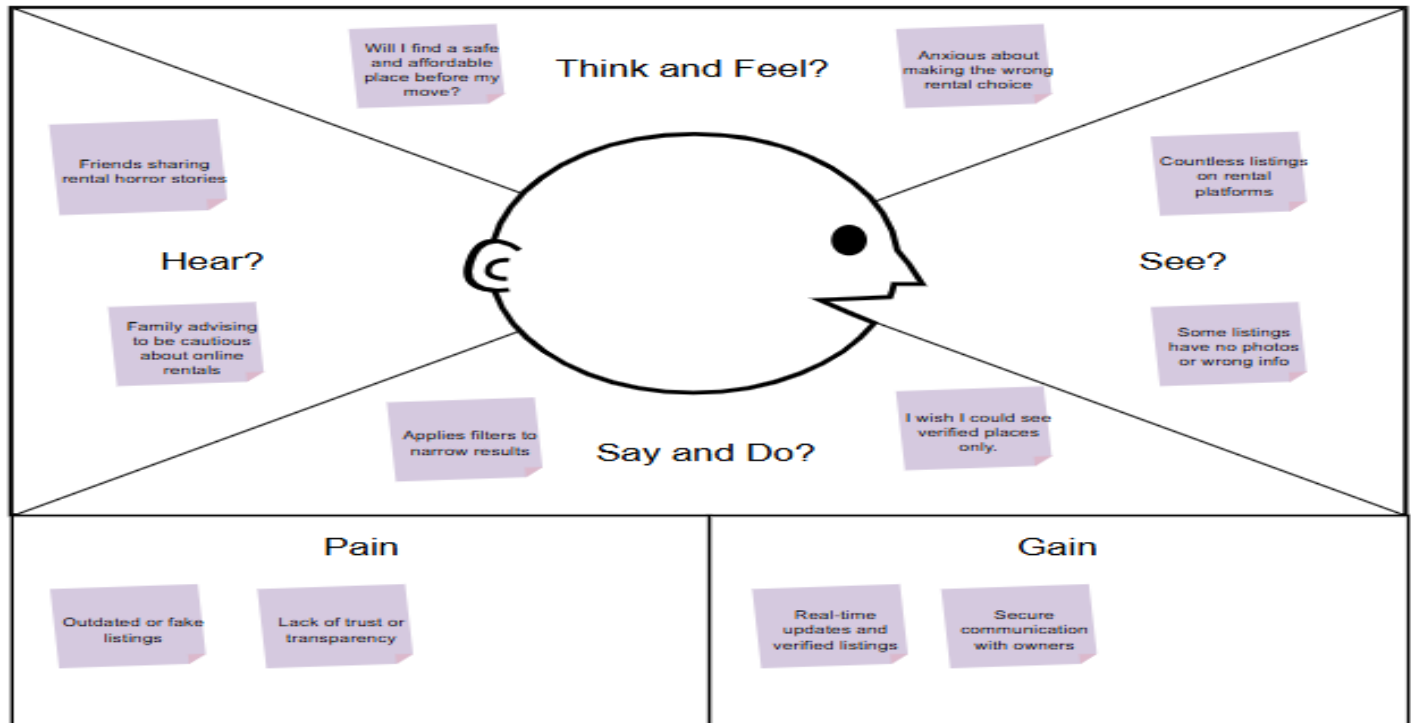 Think and Feel?
Will I find a safe
and affordable
place before my
move?
Anxious about
making the wrong
rental choice
Friends sharing
rental horror stories
Hear?
Family advising
to be cautious
about online
rentals
Countless listings
on rental
platforms
See?
Some listings
have no photos
or wrong info
Applies filters to
narrow results
Say and Do?
I wish I could see
verified places
only.
Pain
Outdated or fake
listings
Lack of trust or
transparency
Gain
Real-time
updates and
verified listings
Secure
communication
with owners